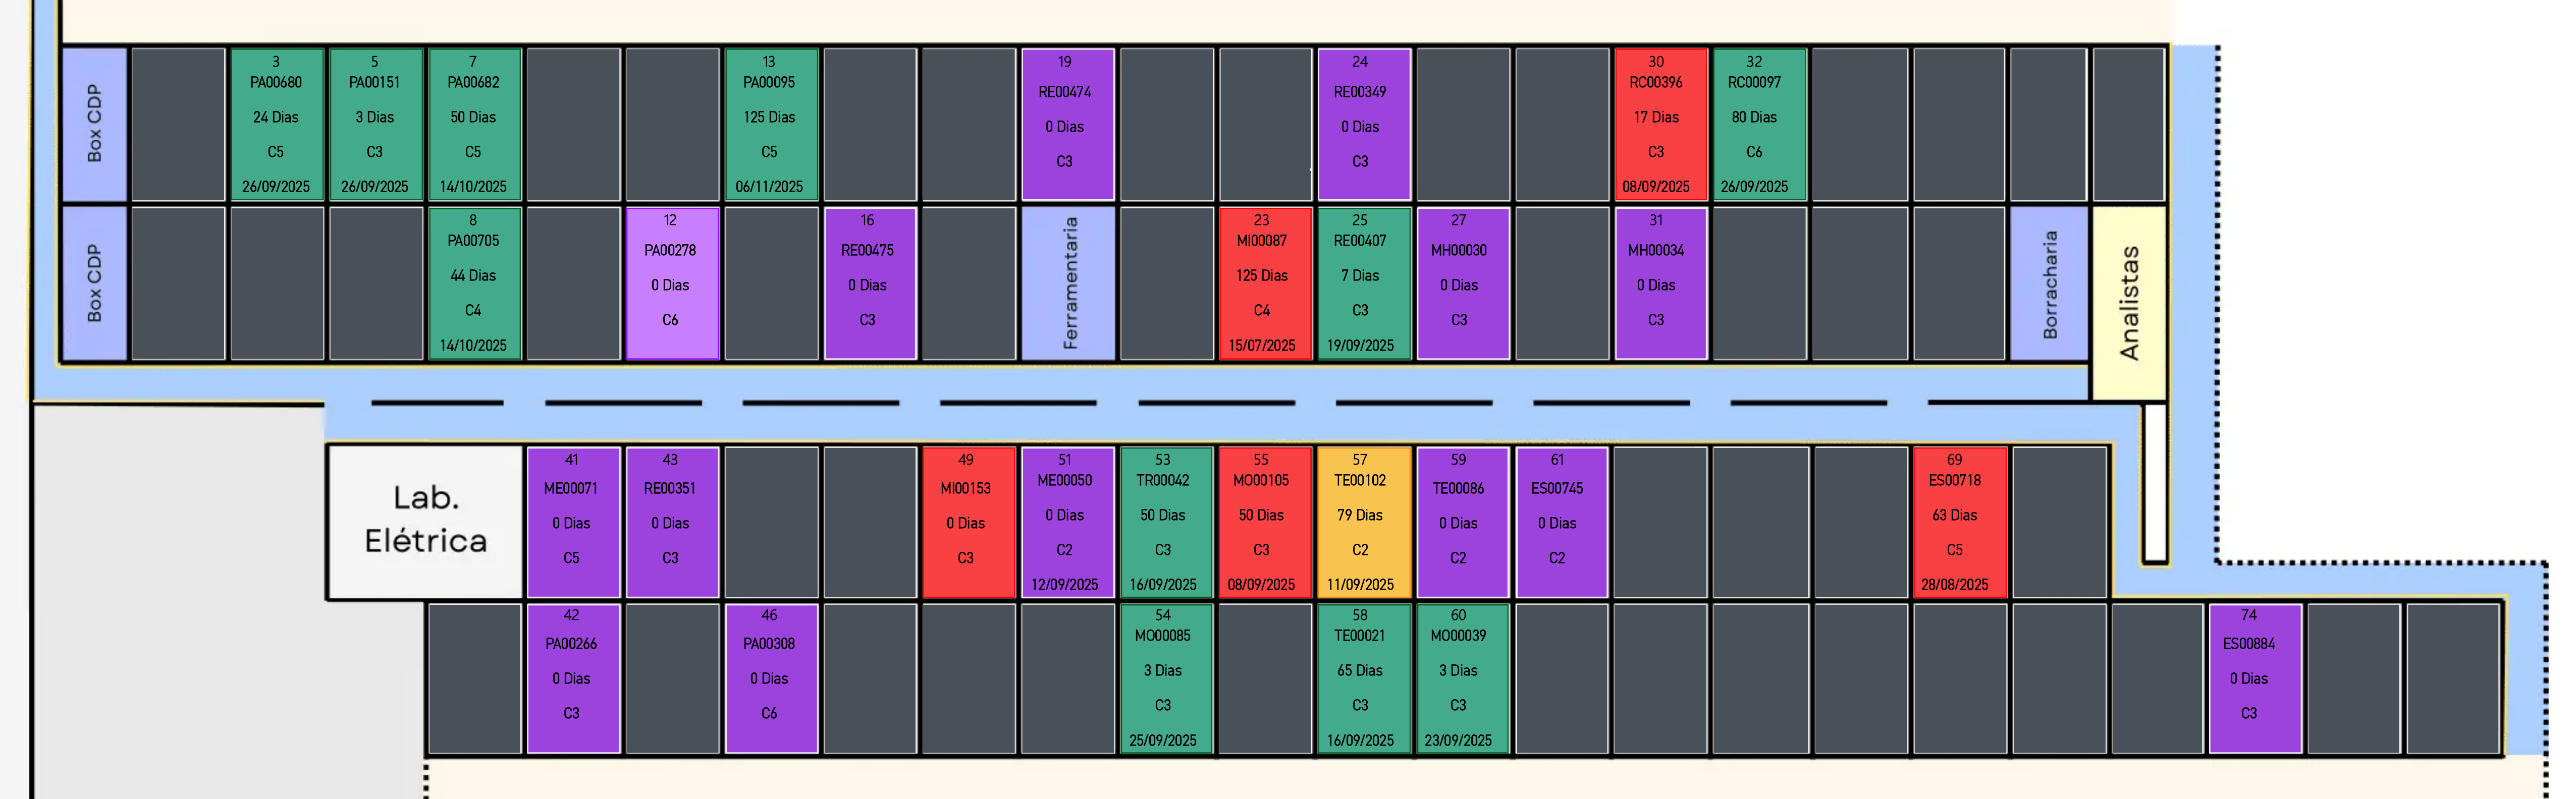 Box CDP
3
PA00680
24 Dias
C5
26/09/2025
5
PA00151
3 Dias
C3
26/09/2025
7
PA00682
50 Dias
C5
14/10/2025
13
PA00095
125 Dias
C5
06/11/2025
19
RE00474
0 Dias
C3
24
RE00349
0 Dias
C3
30
RC00396
17 Dias
C3
08/09/2025
32
RC00097
80 Dias
C6
26/09/2025
Box CDP
8
PA00705
44 Dias
C4
14/10/2025
12
PA00278
0 Dias
C6
16
RE00475
0 Dias
C3
Ferramentaria
23
MI00087
125 Dias
C4
15/07/2025
25
RE00407
7 Dias
C3
19/09/2025
27
MH00030
0 Dias
C3
31
MH00034
0 Dias
C3
Borracharia
Analistas
Lab.
Elétrica
41
ME00071
0 Dias
C5
43
RE00351
0 Dias
C3
49
MI00153
0 Dias
C3
51
ME00050
0 Dias
C2
12/09/2025
53
TR00042
50 Dias
C3
16/09/2025
55
MO00105
50 Dias
C3
08/09/2025
57
TE00102
79 Dias
C2
11/09/2025
59
TE00086
0 Dias
C2
61
ES00745
0 Dias
C2
69
ES00718
63 Dias
C5
28/08/2025
42
PA00266
0 Dias
C3
46
PA00308
0 Dias
C6
54
MO00085
3 Dias
C3
25/09/2025
58
TE00021
65 Dias
C3
16/09/2025
60
MO00039
3 Dias
C3
23/09/2025
74
ES00884
0 Dias
C3